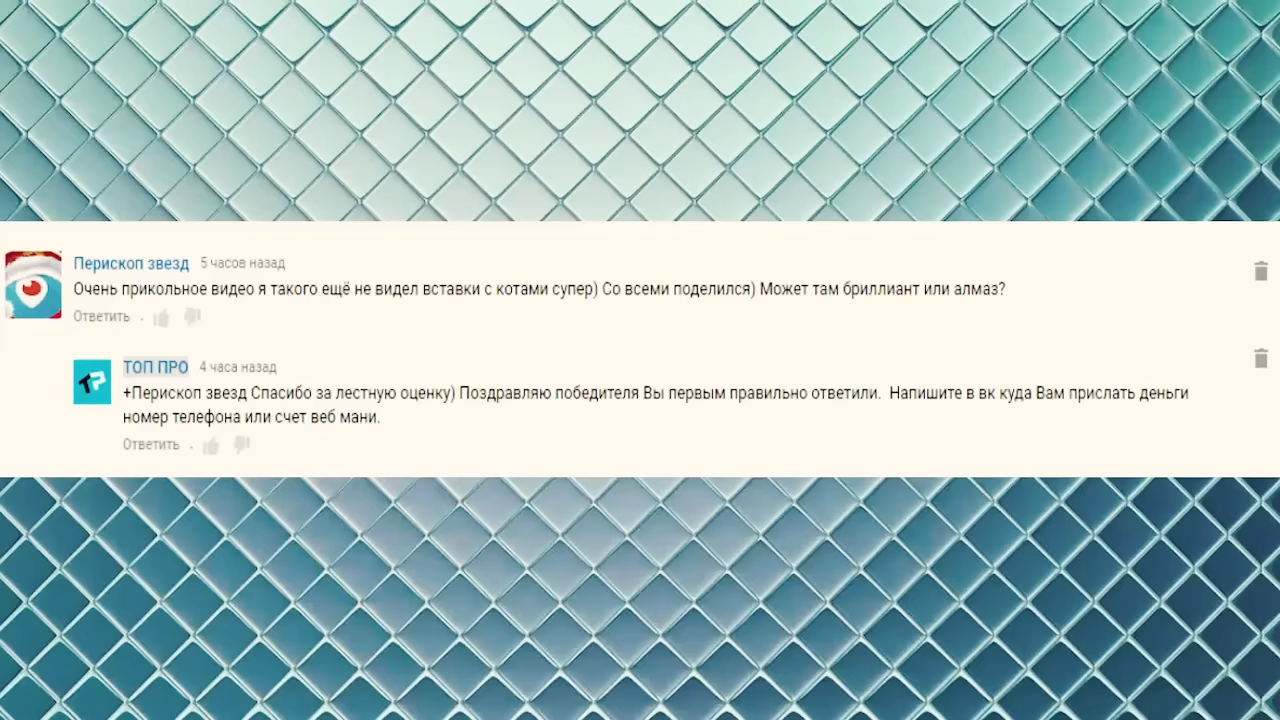 Перископ звезд 5 часов назад
Очень прикольное видео я такого ещё не видел вставки с котами супер) Со всеми поделился) Может там бриллиант или алмаз?
Ответить .
ТОП ПРО 4 часа назад
+Перископ звезд Спасибо за лестную оценку) Поздравляю победителя Вы первым правильно ответили.  Напишите в вк куда Вам прислать деньги
номер телефона или счет веб мани.
Ответить .